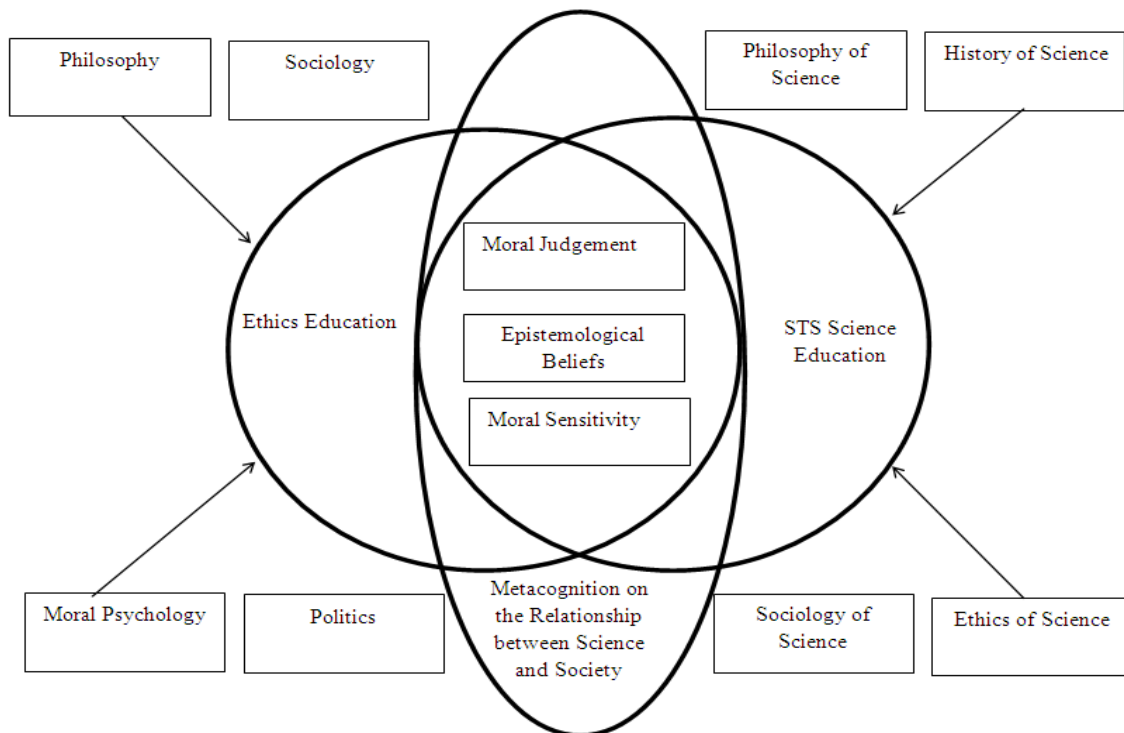 Philosophy
Sociology
Philosophy of
Science
History of Science
Moral Judgement
Ethics Education
Epistemological
Beliefs
STS Science
Education
Moral Sensitivity
Moral Psychology
Politics
Metacognition on
the Relationship
between Science
and Society
Sociology of
Science
Ethics of Science